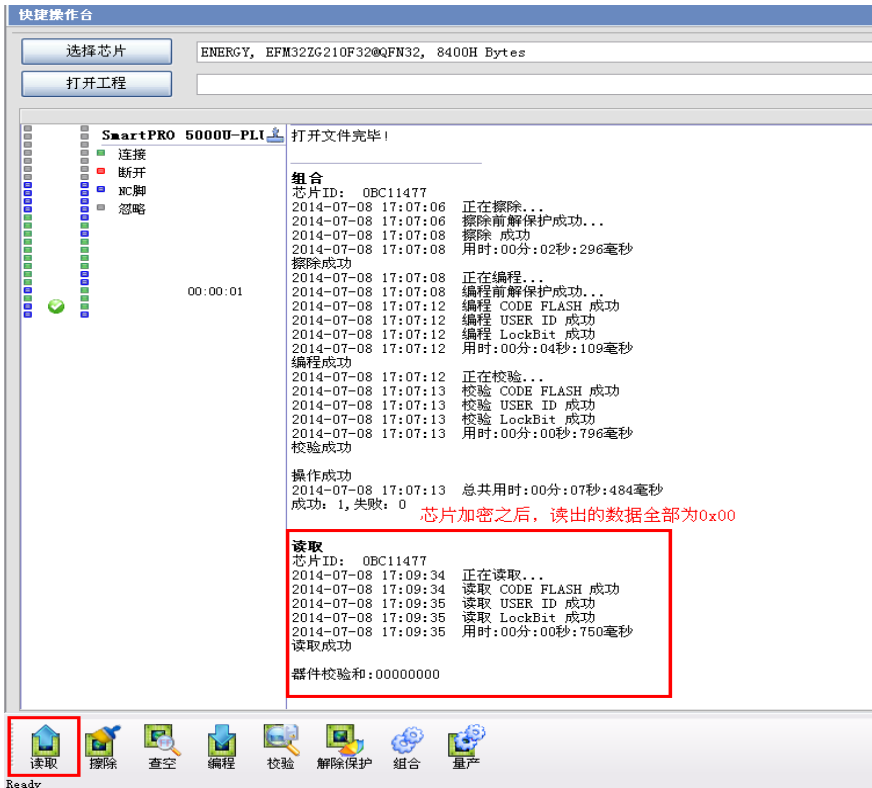 快捷操作台
选择芯片
ENERGY, EFM32ZG210F32@QFN32, 8400H Bytes
打开工程
SmartPRO 5000U-PLU
连接
断开
NC脚
忽略
00:00:01
打开文件完毕!
组合
芯片ID: 0BC11477
2014-07-08 17:07:06 正在擦除...
2014-07-08 17:07:06 擦除前解保护成功...
2014-07-08 17:07:08 擦除 成功
2014-07-08 17:07:08 用时:00分:02秒:296毫秒
擦除成功
2014-07-08 17:07:08 正在编程...
2014-07-08 17:07:08 编程前解保护成功...
2014-07-08 17:07:12 编程 CODE FLASH 成功
2014-07-08 17:07:12 编程 USER ID 成功
2014-07-08 17:07:12 编程 LockBit 成功
2014-07-08 17:07:12 用时:00分:04秒:109毫秒
编程成功
2014-07-08 17:07:12 正在校验...
2014-07-08 17:07:13 校验 CODE FLASH 成功
2014-07-08 17:07:13 校验 USER ID 成功
2014-07-08 17:07:13 校验 LockBit 成功
2014-07-08 17:07:13 用时:00分:00秒:796毫秒
校验成功
操作成功
2014-07-08 17:07:13 总共用时:00分:07秒:484毫秒
成功: 1,失败: 0
芯片加密之后，读出的数据全部为0x00
读取
芯片ID: 0BC11477
2014-07-08 17:09:34 正在读取...
2014-07-08 17:09:34 读取 CODE FLASH 成功
2014-07-08 17:09:35 读取 USER ID 成功
2014-07-08 17:09:35 读取 LockBit 成功
2014-07-08 17:09:35 用时:00分:00秒:750毫秒
读取成功
器件校验和:00000000
读取 擦除 查空 编程 校验 解除保护 组合 量产
Ready